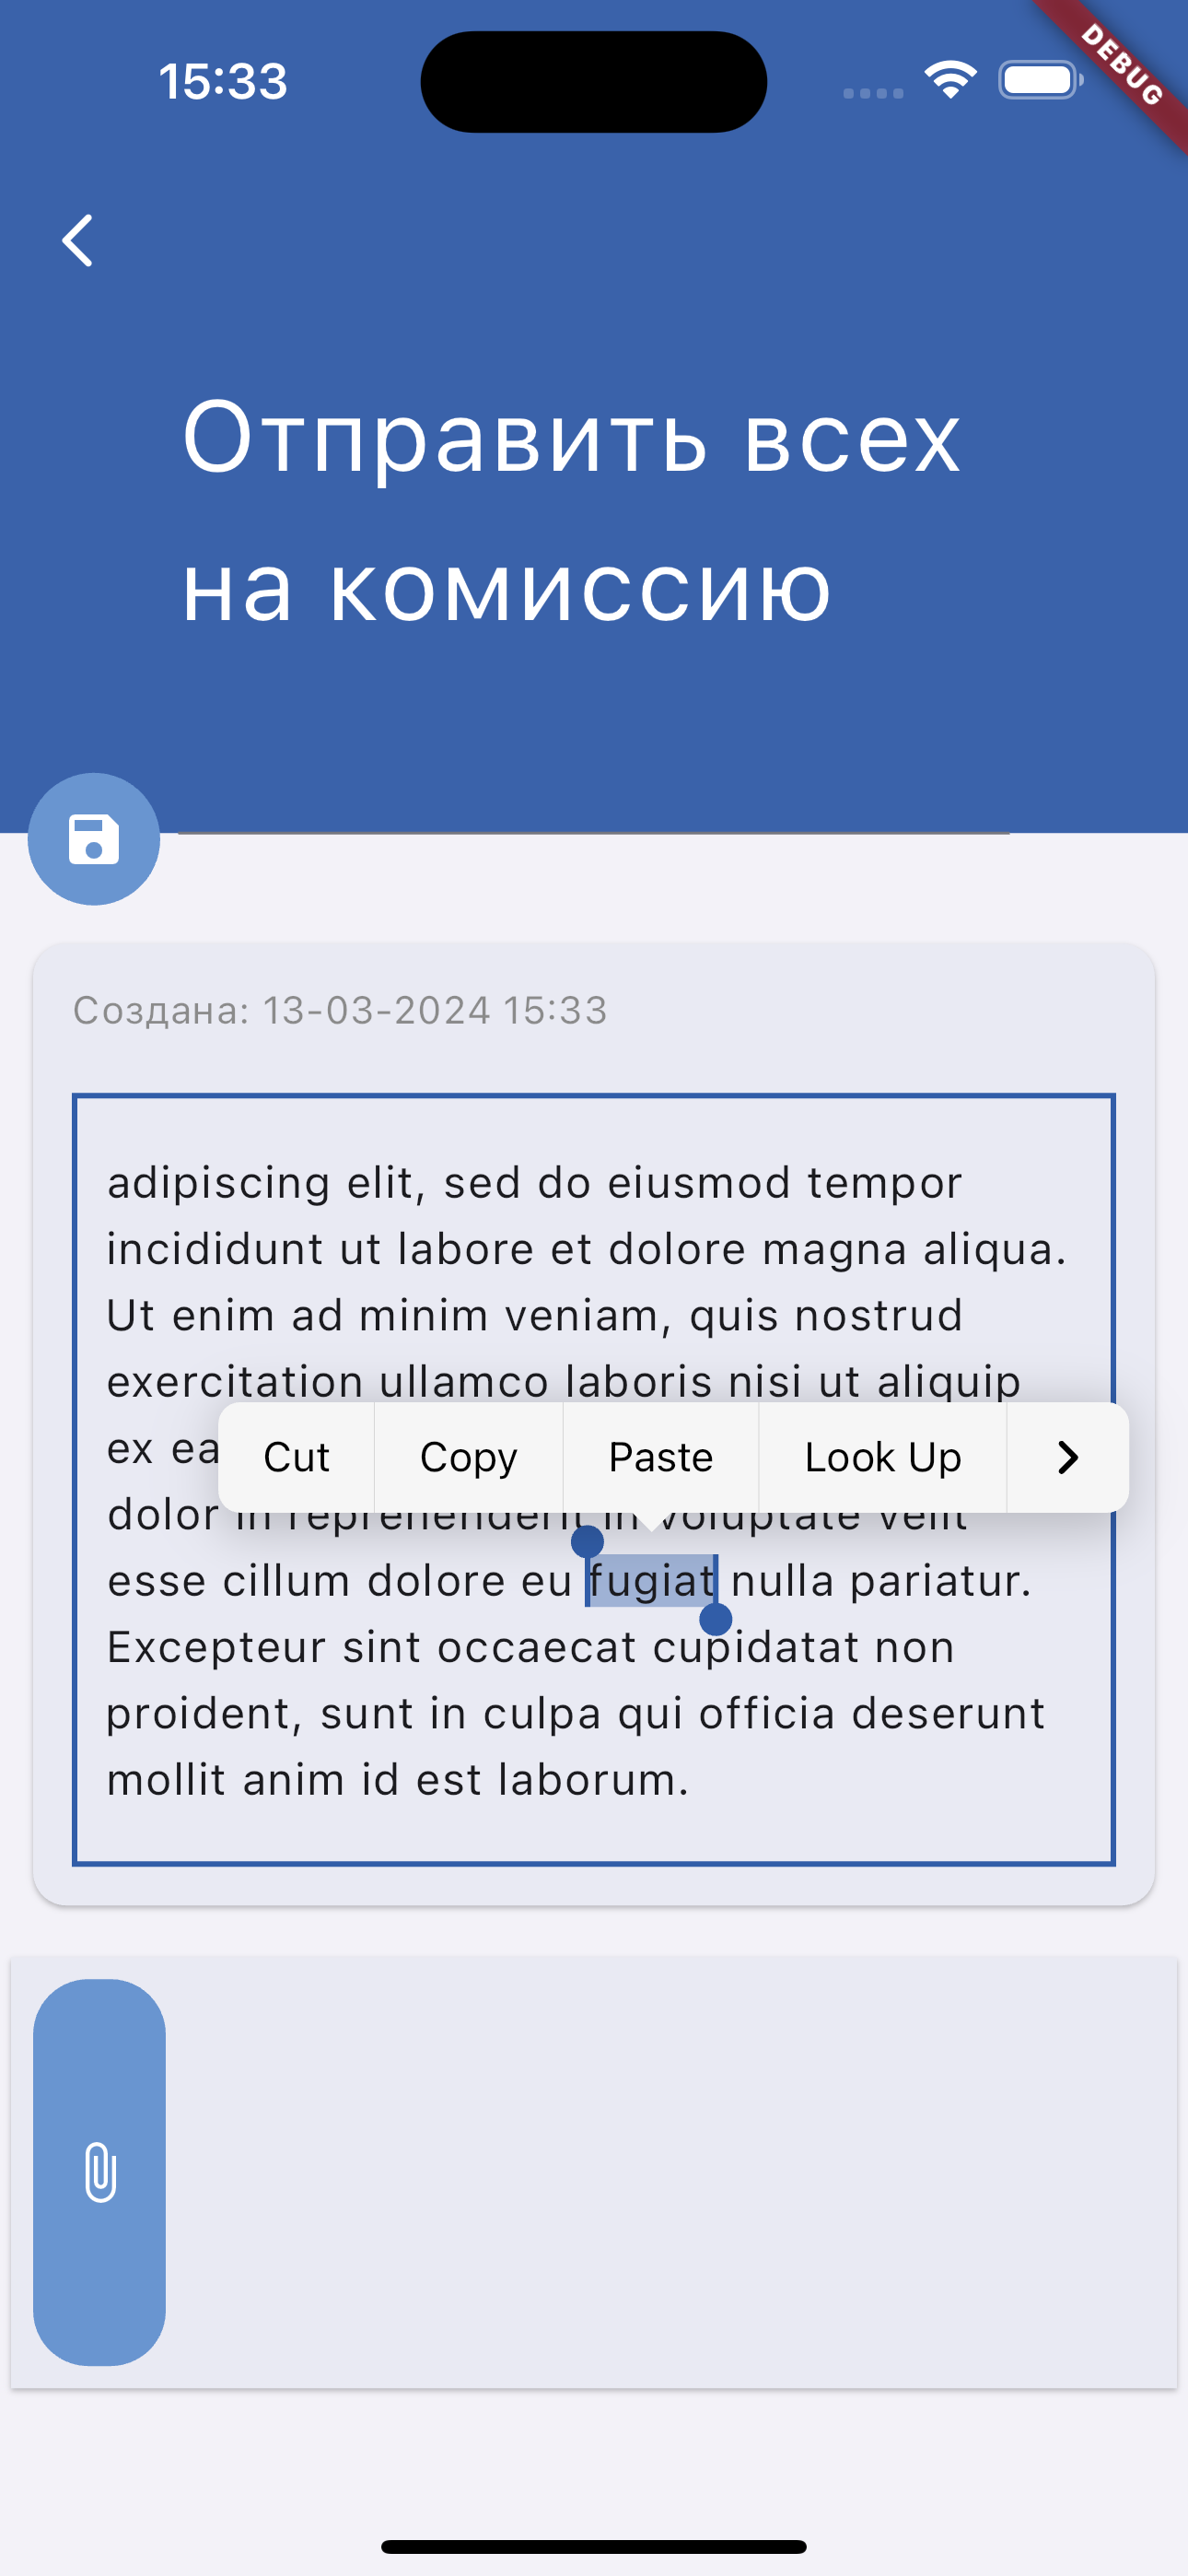 15:33
DEBUG
Отправить всех
на комиссию
Создана: 13-03-2024 15:33
adipiscing elit, sed do eiusmod tempor
incididunt ut labore et dolore magna aliqua.
Ut enim ad minim veniam, quis nostrud
exercitation ullamco laboris nisi ut aliquip
ex ea
Cut Copy Paste Look Up
dolor in reprehenderit in voluptate velit
esse cillum dolore eu fugiat nulla pariatur.
Excepteur sint occaecat cupidatat non
proident, sunt in culpa qui officia deserunt
mollit anim id est laborum.